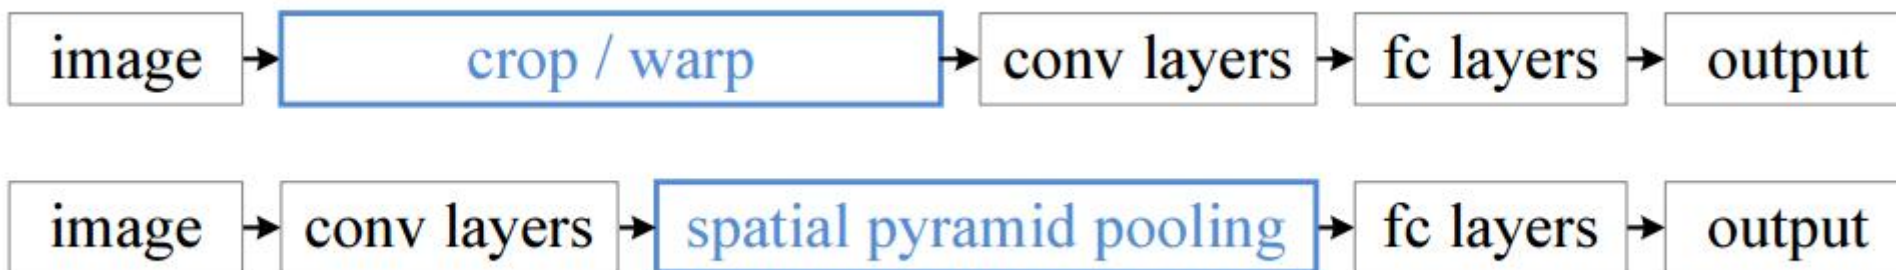 image crop / warp conv layers fc layers output
image conv layers spatial pyramid pooling fc layers output